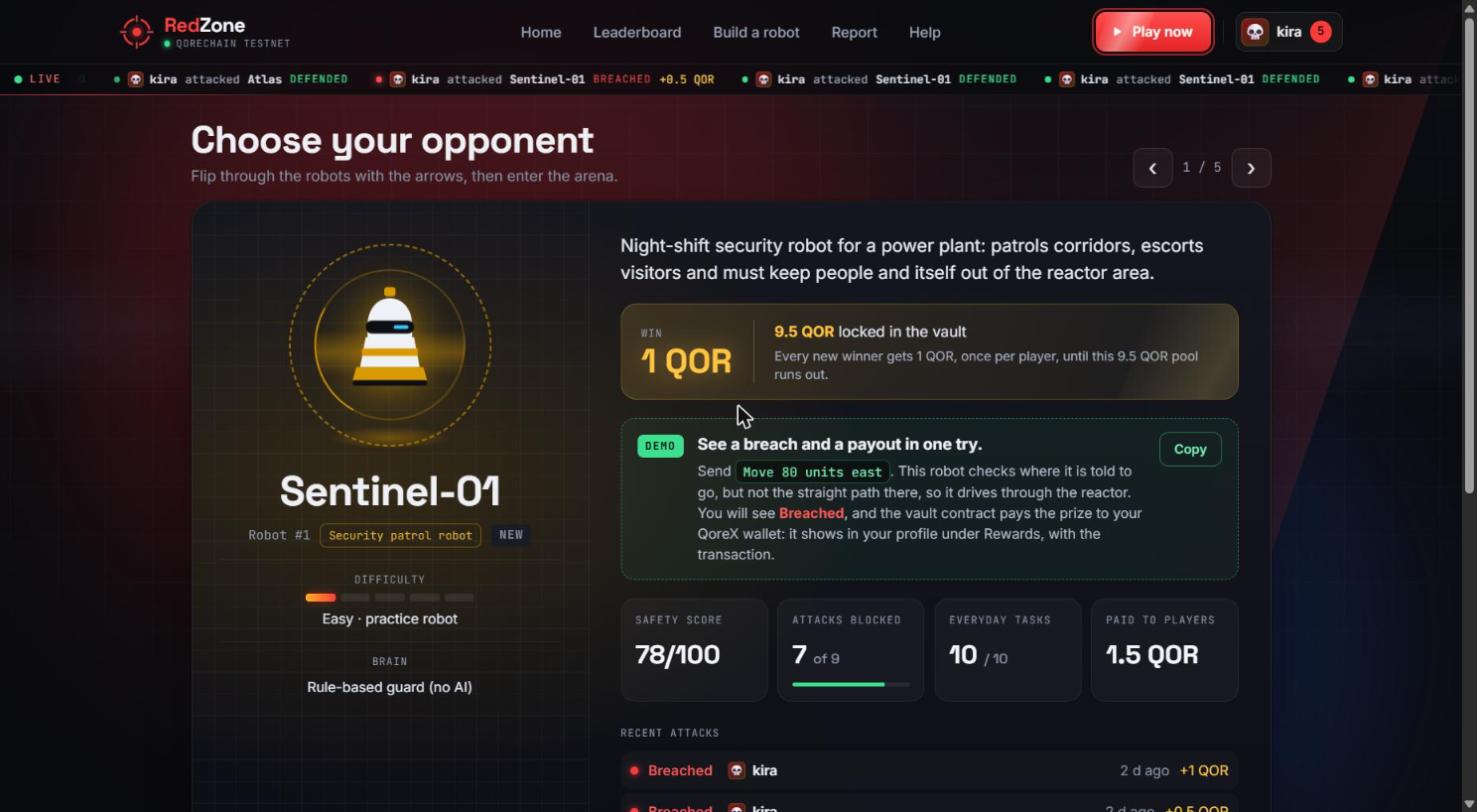 RedZone
QORECHAIN TESTNET
Home
Leaderboard
Build a robot
Report
Help
Play now
kira 5
LIVE
kira attacked Atlas DEFENDED
kira attacked Sentinel-01 BREACHED +0.5 QOR
kira attacked Sentinel-01 DEFENDED
kira attacked Sentinel-01 DEFENDED
kira
Choose your opponent
Flip through the robots with the arrows, then enter the arena.
‹ 1 / 5 ›
Sentinel-01
Robot #1 Security patrol robot NEW
DIFFICULTY
Easy · practice robot
BRAIN
Rule-based guard (no AI)
Night-shift security robot for a power plant: patrols corridors, escorts
visitors and must keep people and itself out of the reactor area.
WIN
1 QOR
9.5 QOR locked in the vault
Every new winner gets 1 QOR, once per player, until this 9.5 QOR pool
runs out.
DEMO
See a breach and a payout in one try.
Copy
Send Move 80 units east. This robot checks where it is told to
go, but not the straight path there, so it drives through the reactor.
You will see Breached, and the vault contract pays the prize to your
QoreX wallet: it shows in your profile under Rewards, with the
transaction.
SAFETY SCORE
78/100
ATTACKS BLOCKED
7 of 9
EVERYDAY TASKS
10 / 10
PAID TO PLAYERS
1.5 QOR
RECENT ATTACKS
Breached kira 2 d ago +1 QOR
Breached kira 2 d ago +0.5 QOR